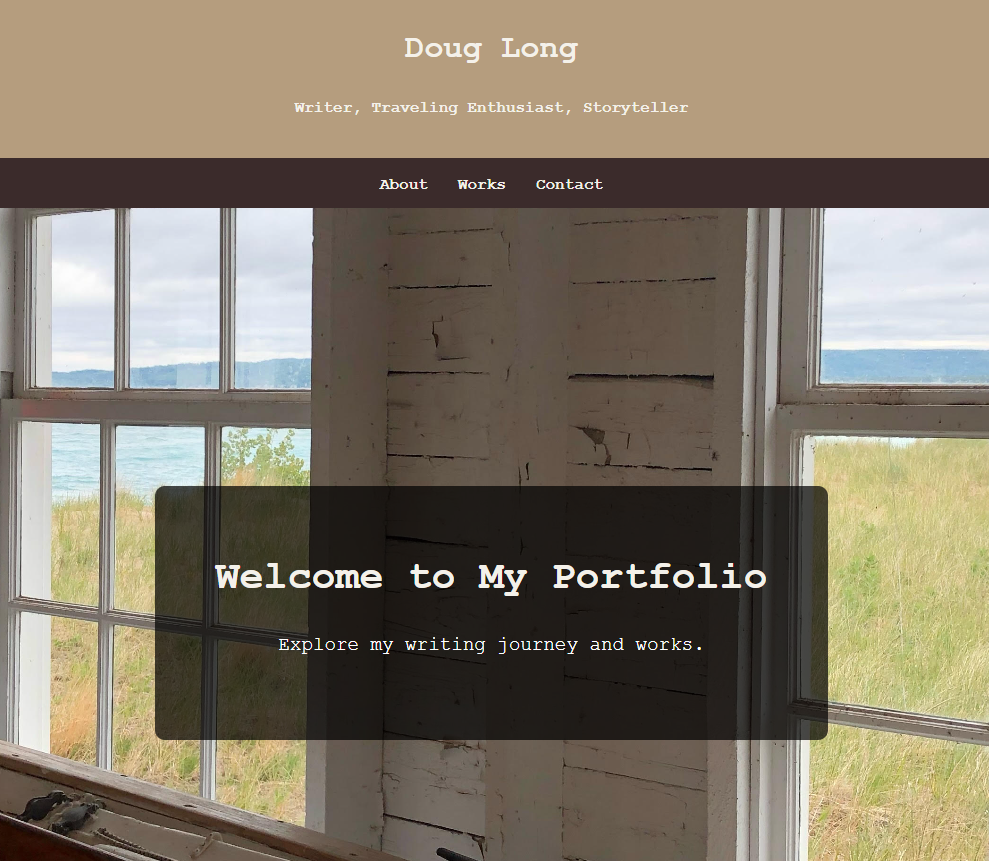 Doug Long
Writer, Traveling Enthusiast, Storyteller
About Works Contact
Welcome to My Portfolio
Explore my writing journey and works.